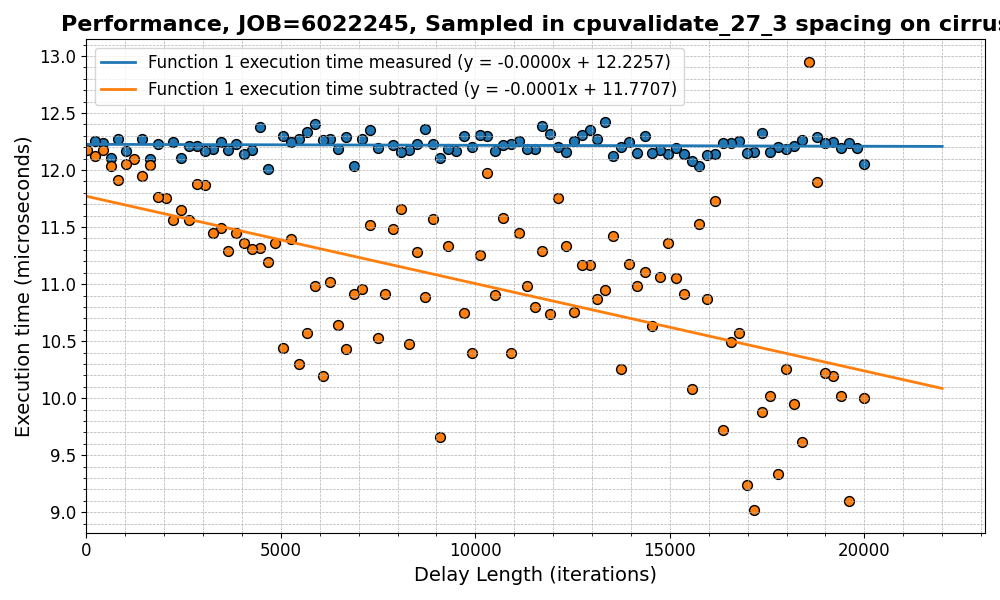 Performance, JOB=6022245, Sampled in cpuvalidate_27_3 spacing on cirrus
Function 1 execution time measured (y = -0.0000x + 12.2257)
Function 1 execution time subtracted (y = -0.0001x + 11.7707)
Execution time (microseconds)
13.0
12.5
12.0
11.5
11.0
10.5
10.0
9.5
9.0
0 5000 10000 15000 20000
Delay Length (iterations)